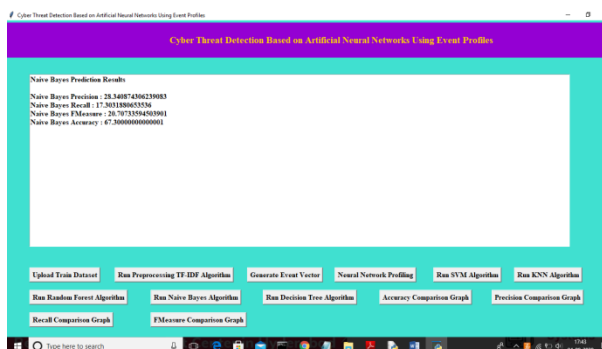 Cyber Threat Detection Based on Artificial Neural Networks Using Event Profiles
Cyber Threat Detection Based on Artificial Neural Networks Using Event Profiles
Naive Bayes Prediction Results
Naive Bayes Precision : 28.340874306239083
Naive Bayes Recall : 17.3031880653536
Naive Bayes FMeasure : 20.70733594503901
Naive Bayes Accuracy : 67.30000000000001
Upload Train Dataset Run Preprocessing TF-IDF Algorithm Generate Event Vector Neural Network Profiling Run SVM Algorithm Run KNN Algorithm
Run Random Forest Algorithm Run Naive Bayes Algorithm Run Decision Tree Algorithm Accuracy Comparison Graph Precision Comparison Graph
Recall Comparison Graph FMeasure Comparison Graph
Type here to search 17:43